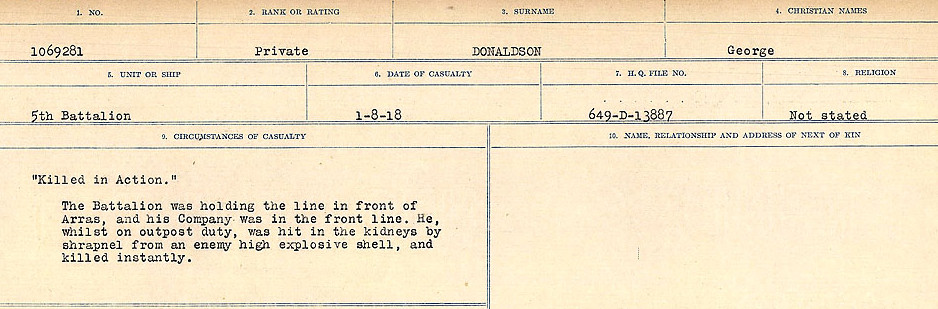 1. NO. 2. RANK OR RATING 3. SURNAME 4. CHRISTIAN NAMES
1069281 Private DONALDSON George
5. UNIT OR SHIP 6. DATE OF CASUALTY 7. H.Q. FILE NO. 8. RELIGION
5th Battalion 1-8-18 649-D-13887 Not stated
9. CIRCUMSTANCES OF CASUALTY 10. NAME, RELATIONSHIP AND ADDRESS OF NEXT OF KIN
"Killed in Action."
The Battalion was holding the line in front of
Arras, and his Company was in the front line. He,
whilst on outpost duty, was hit in the kidneys by
shrapnel from an enemy high explosive shell, and
killed instantly.